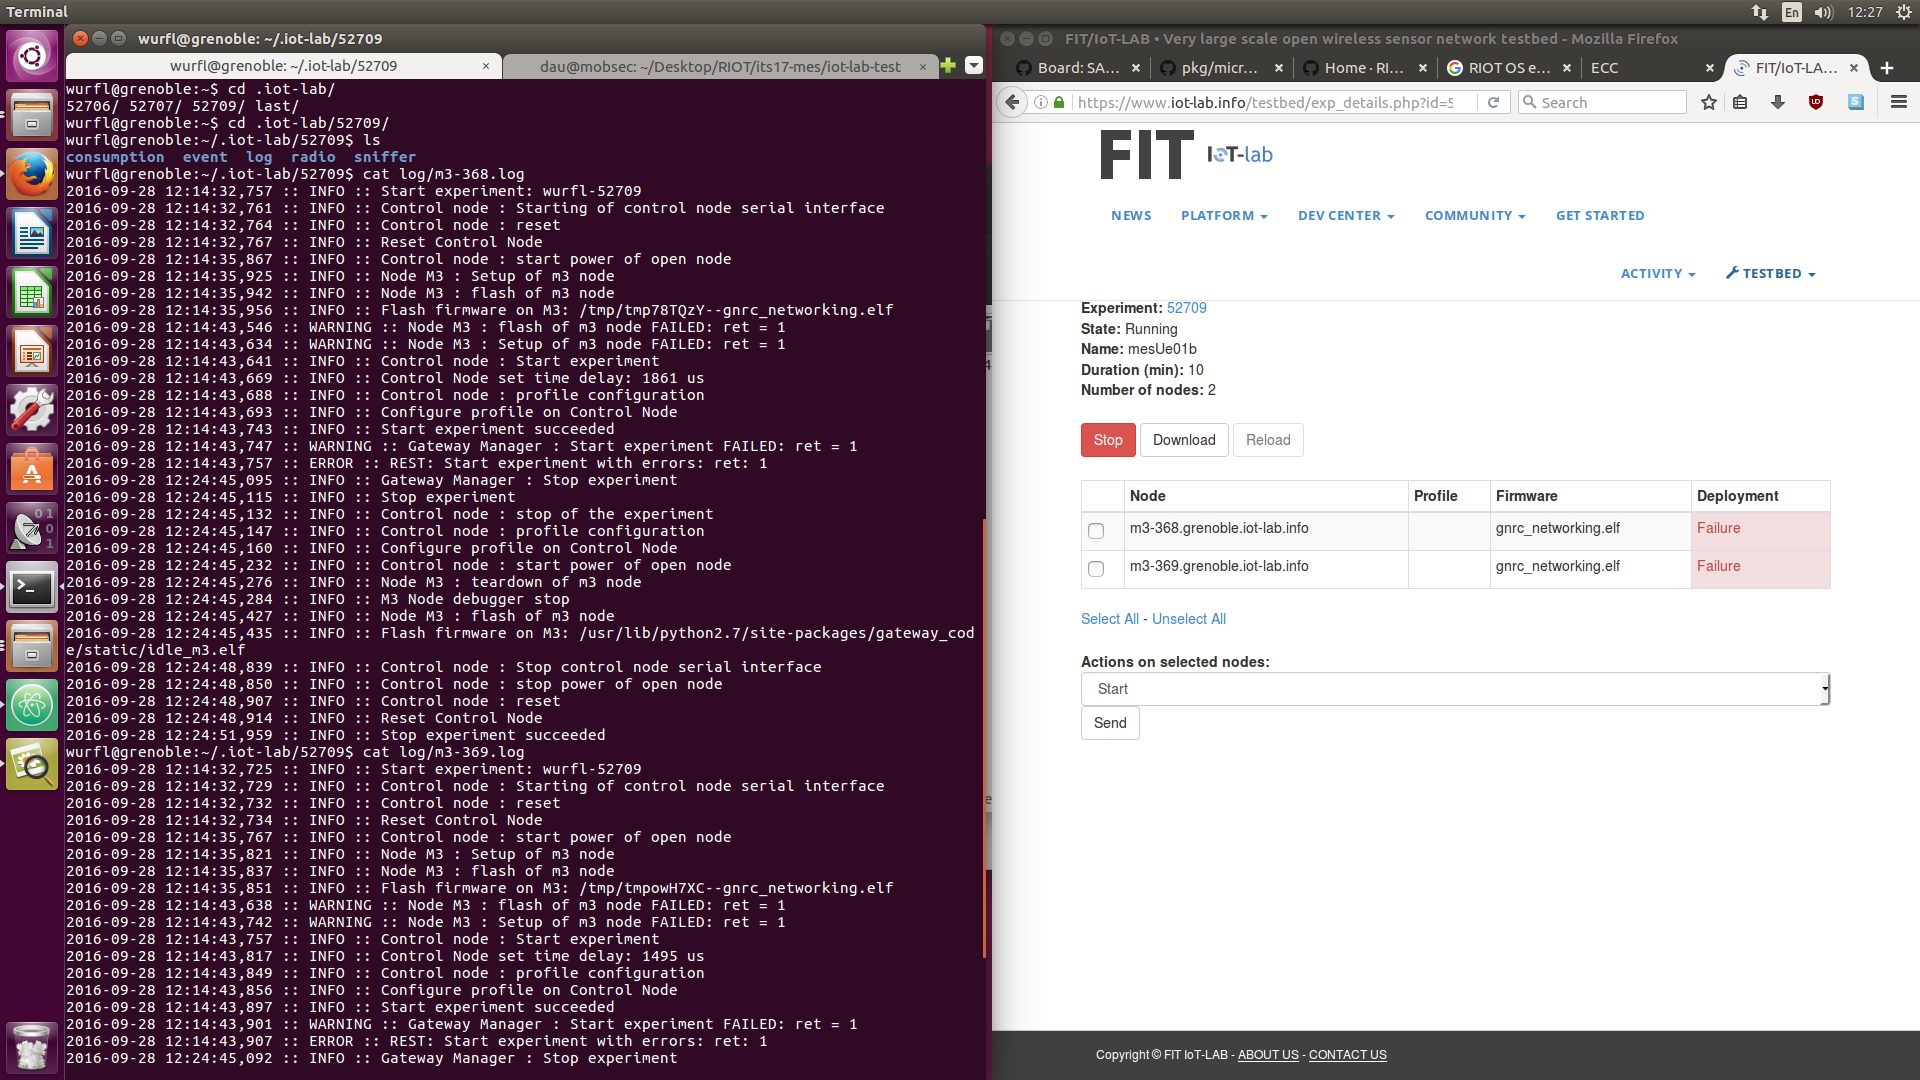 Terminal
En
12:27
wurfl@grenoble: ~/.iot-lab/52709
wurfl@grenoble: ~/.iot-lab/52709 ×
dau@mobsec: ~/Desktop/RIOT/its17-mes/iot-lab-test ×
wurfl@grenoble:~$ cd .iot-lab/
52706/ 52707/ 52709/ last/
wurfl@grenoble:~$ cd .iot-lab/52709/
wurfl@grenoble:~/.iot-lab/52709$ ls
consumption  event  log  radio  sniffer
wurfl@grenoble:~/.iot-lab/52709$ cat log/m3-368.log
2016-09-28 12:14:32,757 :: INFO :: Start experiment: wurfl-52709
2016-09-28 12:14:32,761 :: INFO :: Control node : Starting of control node serial interface
2016-09-28 12:14:32,764 :: INFO :: Control node : reset
2016-09-28 12:14:32,767 :: INFO :: Reset Control Node
2016-09-28 12:14:35,867 :: INFO :: Control node : start power of open node
2016-09-28 12:14:35,925 :: INFO :: Node M3 : Setup of m3 node
2016-09-28 12:14:35,942 :: INFO :: Node M3 : flash of m3 node
2016-09-28 12:14:35,956 :: INFO :: Flash firmware on M3: /tmp/tmp78TQzY--gnrc_networking.elf
2016-09-28 12:14:43,546 :: WARNING :: Node M3 : flash of m3 node FAILED: ret = 1
2016-09-28 12:14:43,634 :: WARNING :: Node M3 : Setup of m3 node FAILED: ret = 1
2016-09-28 12:14:43,641 :: INFO :: Control node : Start experiment
2016-09-28 12:14:43,669 :: INFO :: Control Node set time delay: 1861 us
2016-09-28 12:14:43,688 :: INFO :: Control node : profile configuration
2016-09-28 12:14:43,693 :: INFO :: Configure profile on Control Node
2016-09-28 12:14:43,743 :: INFO :: Start experiment succeeded
2016-09-28 12:14:43,747 :: WARNING :: Gateway Manager : Start experiment FAILED: ret = 1
2016-09-28 12:14:43,757 :: ERROR :: REST: Start experiment with errors: ret: 1
2016-09-28 12:24:45,095 :: INFO :: Gateway Manager : Stop experiment
2016-09-28 12:24:45,115 :: INFO :: Stop experiment
2016-09-28 12:24:45,132 :: INFO :: Control node : stop of the experiment
2016-09-28 12:24:45,147 :: INFO :: Control node : profile configuration
2016-09-28 12:24:45,160 :: INFO :: Configure profile on Control Node
2016-09-28 12:24:45,232 :: INFO :: Control node : start power of open node
2016-09-28 12:24:45,276 :: INFO :: Node M3 : teardown of m3 node
2016-09-28 12:24:45,284 :: INFO :: M3 Node debugger stop
2016-09-28 12:24:45,427 :: INFO :: Node M3 : flash of m3 node
2016-09-28 12:24:45,435 :: INFO :: Flash firmware on M3: /usr/lib/python2.7/site-packages/gateway_cod
e/static/idle_m3.elf
2016-09-28 12:24:48,839 :: INFO :: Control node : Stop control node serial interface
2016-09-28 12:24:48,850 :: INFO :: Control node : stop power of open node
2016-09-28 12:24:48,907 :: INFO :: Control node : reset
2016-09-28 12:24:48,914 :: INFO :: Reset Control Node
2016-09-28 12:24:51,959 :: INFO :: Stop experiment succeeded
wurfl@grenoble:~/.iot-lab/52709$ cat log/m3-369.log
2016-09-28 12:14:32,725 :: INFO :: Start experiment: wurfl-52709
2016-09-28 12:14:32,729 :: INFO :: Control node : Starting of control node serial interface
2016-09-28 12:14:32,732 :: INFO :: Control node : reset
2016-09-28 12:14:32,734 :: INFO :: Reset Control Node
2016-09-28 12:14:35,767 :: INFO :: Control node : start power of open node
2016-09-28 12:14:35,821 :: INFO :: Node M3 : Setup of m3 node
2016-09-28 12:14:35,837 :: INFO :: Node M3 : flash of m3 node
2016-09-28 12:14:35,851 :: INFO :: Flash firmware on M3: /tmp/tmpowH7XC--gnrc_networking.elf
2016-09-28 12:14:43,638 :: WARNING :: Node M3 : flash of m3 node FAILED: ret = 1
2016-09-28 12:14:43,742 :: WARNING :: Node M3 : Setup of m3 node FAILED: ret = 1
2016-09-28 12:14:43,757 :: INFO :: Control node : Start experiment
2016-09-28 12:14:43,817 :: INFO :: Control Node set time delay: 1495 us
2016-09-28 12:14:43,849 :: INFO :: Control node : profile configuration
2016-09-28 12:14:43,856 :: INFO :: Configure profile on Control Node
2016-09-28 12:14:43,897 :: INFO :: Start experiment succeeded
2016-09-28 12:14:43,901 :: WARNING :: Gateway Manager : Start experiment FAILED: ret = 1
2016-09-28 12:14:43,907 :: ERROR :: REST: Start experiment with errors: ret: 1
2016-09-28 12:24:45,092 :: INFO :: Gateway Manager : Stop experiment
FIT/IoT-LAB • Very large scale open wireless sensor network testbed - Mozilla Firefox
Board: SA... ×
pkg/micr... ×
Home · RI... ×
RIOT OS e... ×
ECC ×
FIT/IoT-LA... ×
https://www.iot-lab.info/testbed/exp_details.php?id=5
Search
FIT IoT-lab
NEWS PLATFORM DEV CENTER COMMUNITY GET STARTED
ACTIVITY TESTBED
Experiment: 52709
State: Running
Name: mesUe01b
Duration (min): 10
Number of nodes: 2
Stop Download Reload
Node Profile Firmware Deployment
m3-368.grenoble.iot-lab.info gnrc_networking.elf Failure
m3-369.grenoble.iot-lab.info gnrc_networking.elf Failure
Select All - Unselect All
Actions on selected nodes:
Start
Send
Copyright © FIT IoT-LAB - ABOUT US - CONTACT US